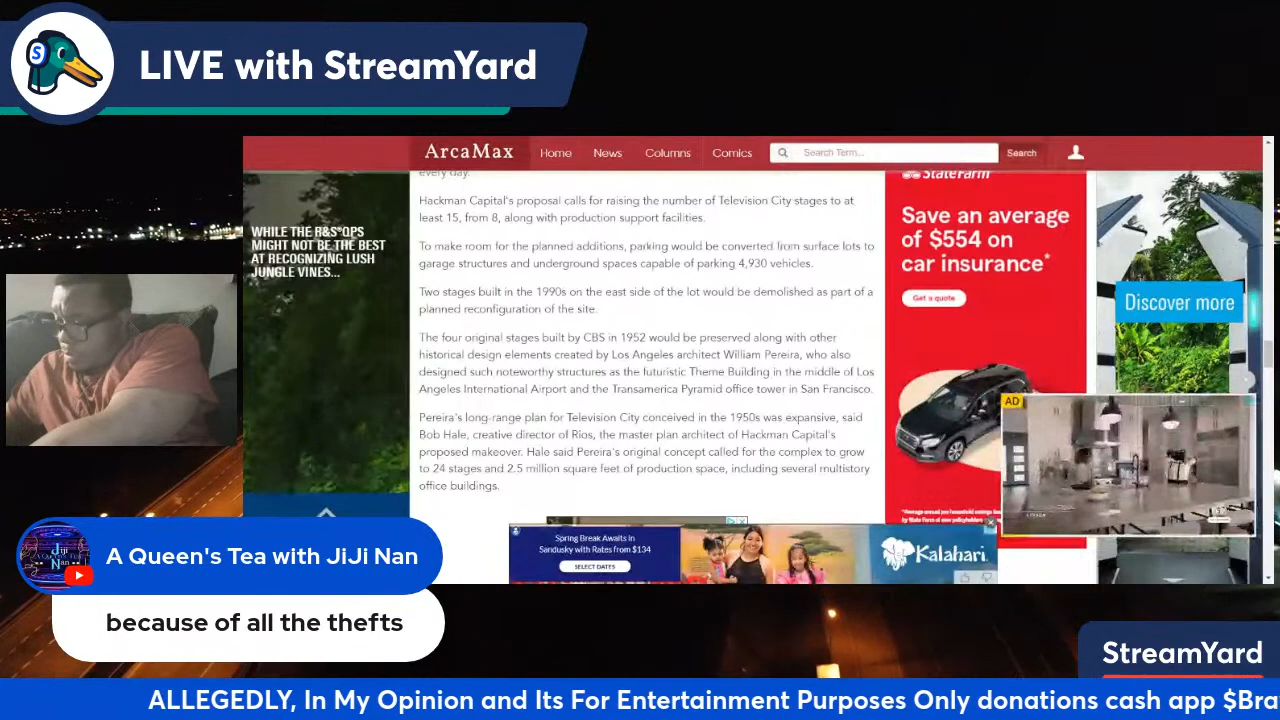 LIVE with StreamYard
ArcaMax
Home
News
Columns
Comics
Search Term...
Search
every day.
Hackman Capital's proposal calls for raising the number of Television City stages to at
least 15, from 8, along with production support facilities.
To make room for the planned additions, parking would be converted from surface lots to
garage structures and underground spaces capable of parking 4,930 vehicles.
Two stages built in the 1990s on the east side of the lot would be demolished as part of a
planned reconfiguration of the site.
The four original stages built by CBS in 1952 would be preserved along with other
historical design elements created by Los Angeles architect William Pereira, who also
designed such noteworthy structures as the futuristic Theme Building in the middle of Los
Angeles International Airport and the Transamerica Pyramid office tower in San Francisco.
Pereira's long-range plan for Television City conceived in the 1950s was expansive, said
Bob Hale, creative director of Rios, the master plan architect of Hackman Capital's
proposed makeover. Hale said Pereira's original concept called for the complex to grow
to 24 stages and 2.5 million square feet of production space, including several multistory
office buildings.
WHILE THE R&S®QPS
MIGHT NOT BE THE BEST
AT RECOGNIZING LUSH
JUNGLE VINES...
StateFarm
Save an average
of $554 on
car insurance*
Get a quote
Discover more
AD
Spring Break Awaits in
Sandusky with Rates from $134
SELECT DATES
Kalahari
A Queen's Tea with JiJi Nan
because of all the thefts
StreamYard
ALLEGEDLY, In My Opinion and Its For Entertainment Purposes Only donations cash app $Bra